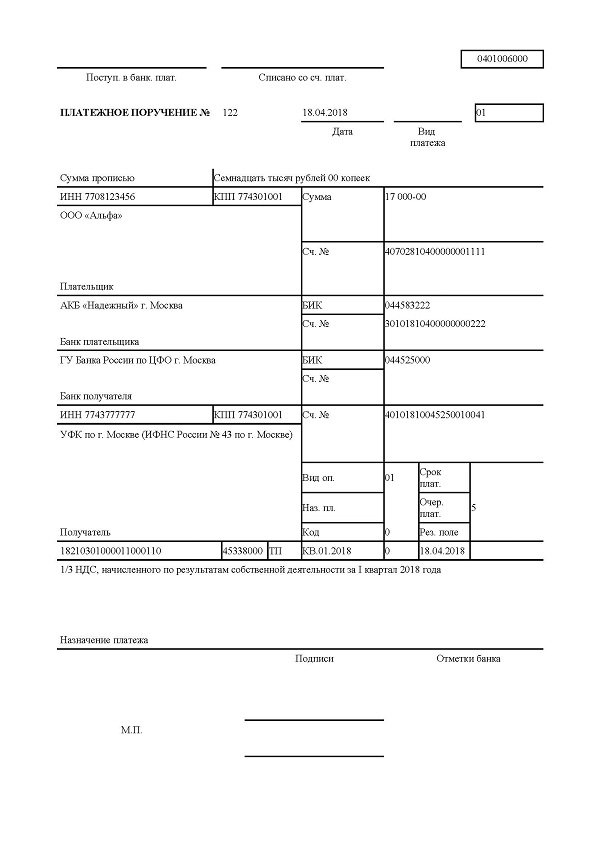 0401006000
Поступ. в банк. плат. Списано со сч. плат.
ПЛАТЕЖНОЕ ПОРУЧЕНИЕ № 122 18.04.2018 01
Дата Вид
платежа
Сумма прописью Семнадцать тысяч рублей 00 копеек
ИНН 7708123456 КПП 774301001 Сумма 17 000-00
ООО «Альфа»
Сч. № 40702810400000001111
Плательщик
АКБ «Надежный» г. Москва БИК 044583222
Сч. № 30101810400000000222
Банк плательщика
ГУ Банка России по ЦФО г. Москва БИК 044525000
Сч. №
Банк получателя
ИНН 7743777777 КПП 774301001 Сч. № 40101810045250010041
УФК по г. Москве (ИФНС России № 43 по г. Москве)
Вид оп. 01 Срок
плат.
Наз. пл. Очер.
плат. 5
Получатель Код 0 Рез. поле
18210301000011000110 45338000 ТП КВ.01.2018 0 18.04.2018
1/3 НДС, начисленного по результатам собственной деятельности за I квартал 2018 года
Назначение платежа
Подписи Отметки банка
М.П.